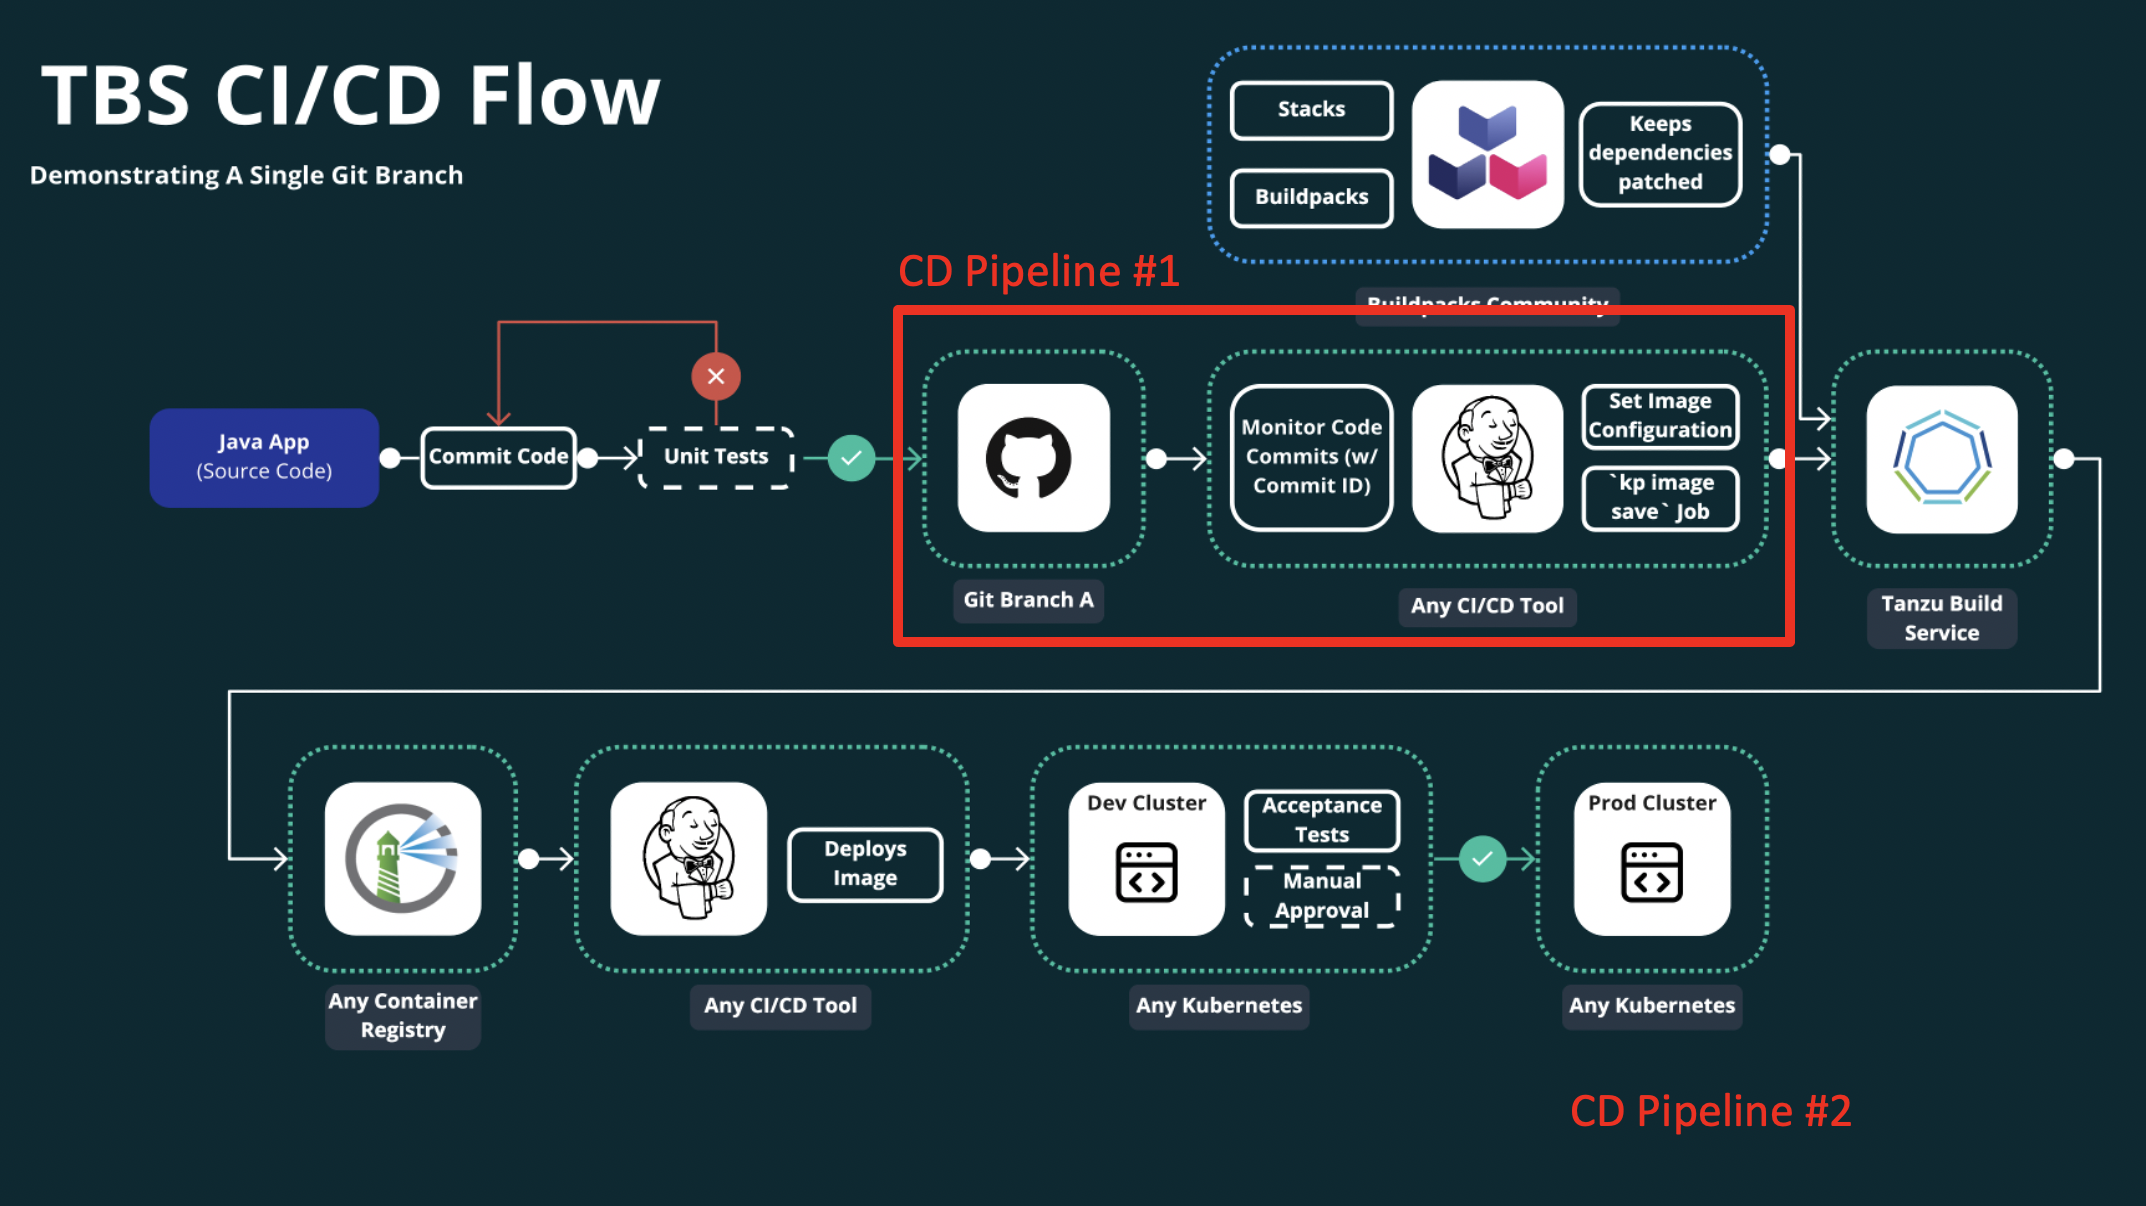 TBS CI/CD Flow
Demonstrating A Single Git Branch
Stacks
Buildpacks
Keeps
dependencies
patched
Buildpacks Community
CD Pipeline #1
Java App
(Source Code)
Commit Code
Unit Tests
Git Branch A
Monitor Code
Commits (w/
Commit ID)
Set Image
Configuration
`kp image
save` Job
Any CI/CD Tool
Tanzu Build
Service
Any Container
Registry
Deploys
Image
Any CI/CD Tool
Dev Cluster
Acceptance
Tests
Manual
Approval
Any Kubernetes
Prod Cluster
Any Kubernetes
CD Pipeline #2